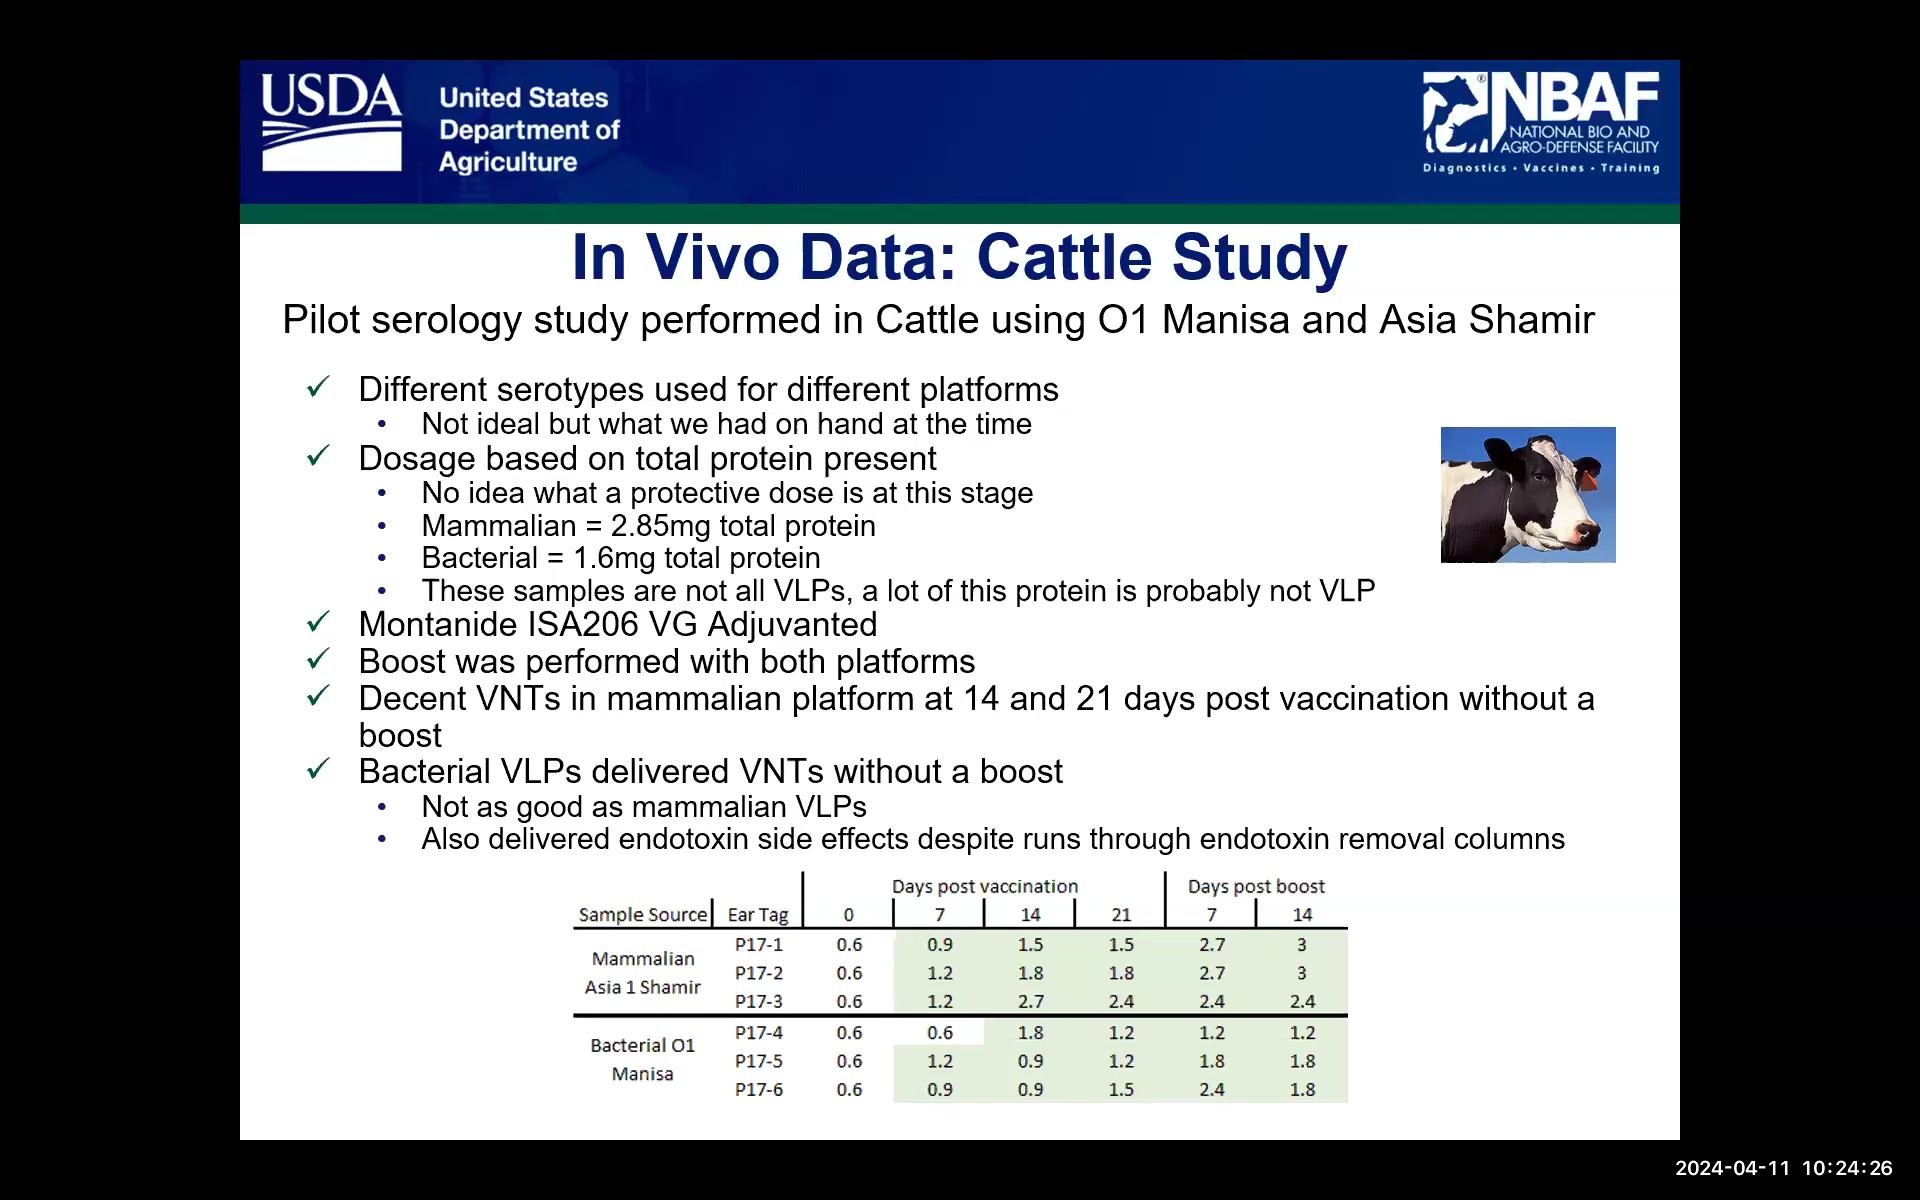 USDA
United States
Department of
Agriculture
NBAF
®
NATIONAL BIO AND
AGRO-DEFENSE FACILITY
Diagnostics • Vaccines • Training
In Vivo Data: Cattle Study
Pilot serology study performed in Cattle using O1 Manisa and Asia Shamir
✓ Different serotypes used for different platforms
• Not ideal but what we had on hand at the time
✓ Dosage based on total protein present
• No idea what a protective dose is at this stage
• Mammalian = 2.85mg total protein
• Bacterial = 1.6mg total protein
• These samples are not all VLPs, a lot of this protein is probably not VLP
✓ Montanide ISA206 VG Adjuvanted
✓ Boost was performed with both platforms
✓ Decent VNTs in mammalian platform at 14 and 21 days post vaccination without a
boost
✓ Bacterial VLPs delivered VNTs without a boost
• Not as good as mammalian VLPs
• Also delivered endotoxin side effects despite runs through endotoxin removal columns
Days post vaccination Days post boost
Sample Source Ear Tag 0 7 14 21 7 14
Mammalian
Asia 1 Shamir
P17-1 0.6 0.9 1.5 1.5 2.7 3
P17-2 0.6 1.2 1.8 1.8 2.7 3
P17-3 0.6 1.2 2.7 2.4 2.4 2.4
Bacterial O1
Manisa
P17-4 0.6 0.6 1.8 1.2 1.2 1.2
P17-5 0.6 1.2 0.9 1.2 1.8 1.8
P17-6 0.6 0.9 0.9 1.5 2.4 1.8
2024-04-11 10:24:26